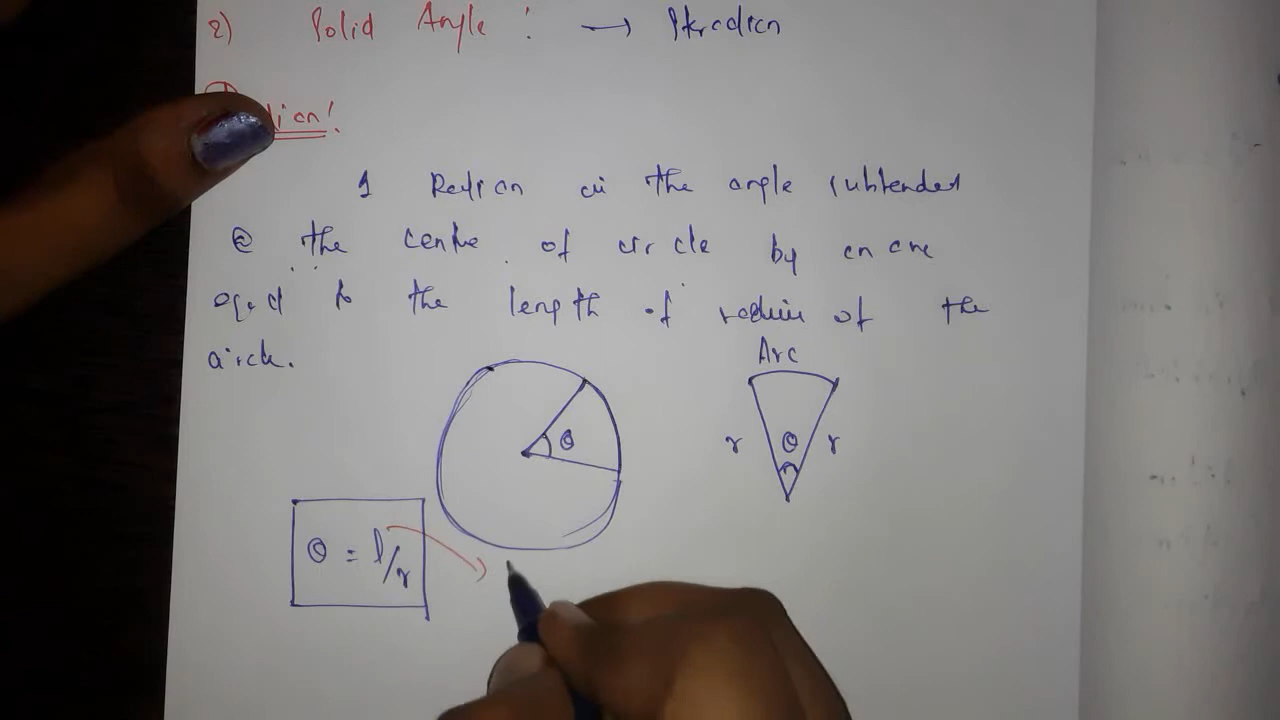 2) Solid Angle : → Steradian
dian :
1 Radian is the angle subtended
@ the centre of circle by an arc
equal to the length of radius of the
circle.
Arc
θ
r θ r
θ = l/r